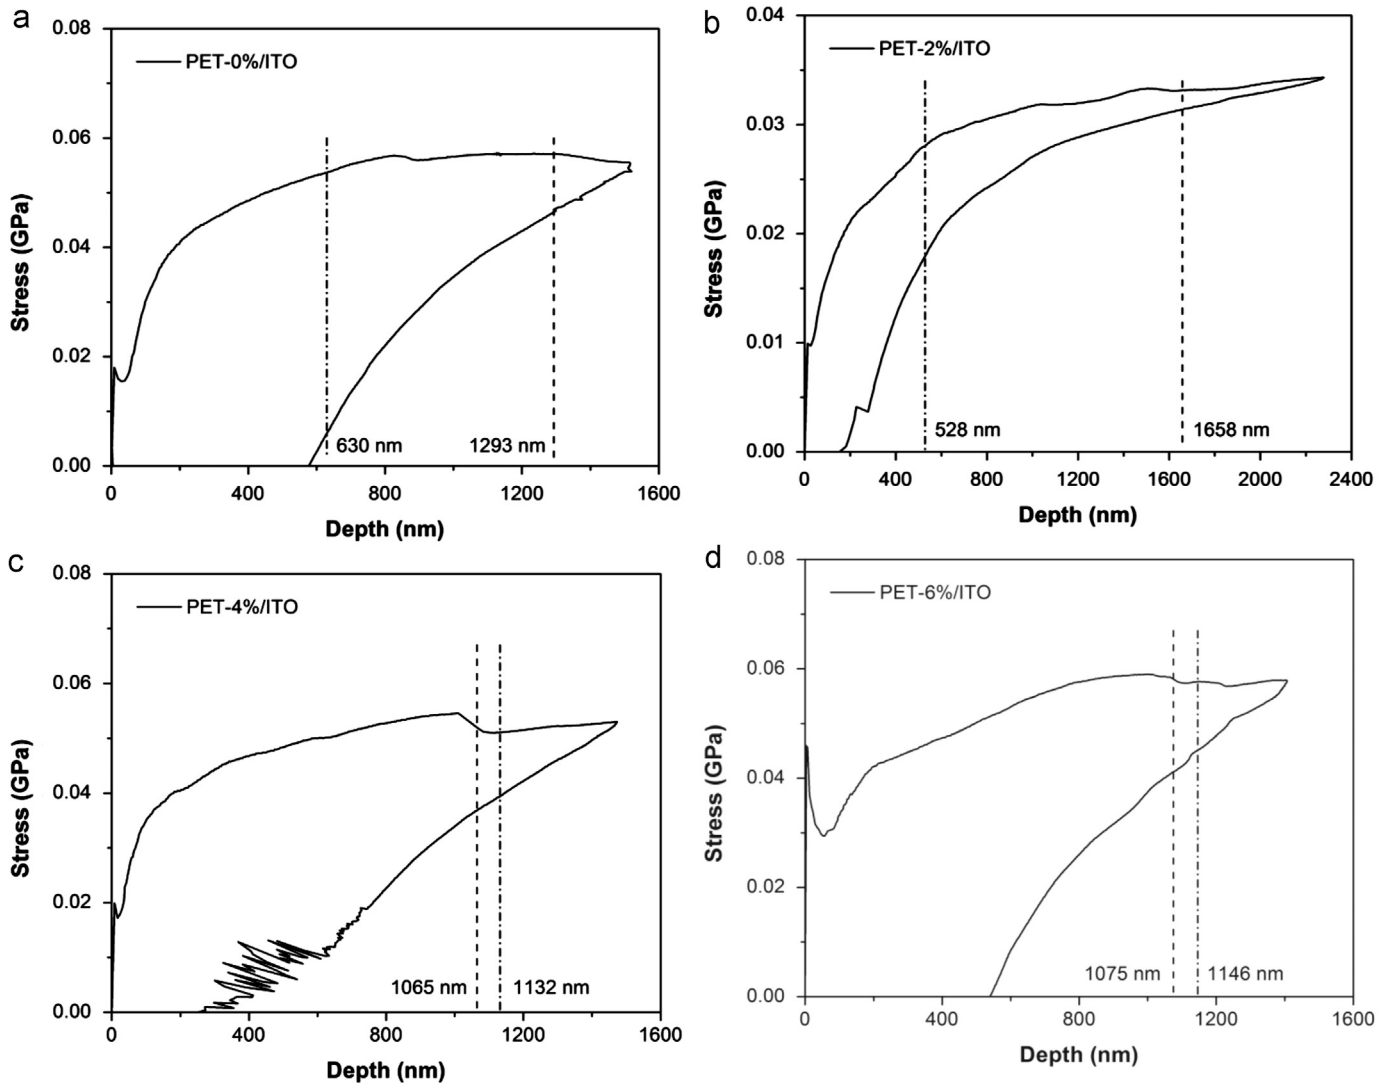 a
0.08
PET-0%/ITO
0.06
Stress (GPa)
0.04
0.02
630 nm
1293 nm
0.00
0
400
800
1200
1600
Depth (nm)
b
0.04
PET-2%/ITO
0.03
Stress (GPa)
0.02
0.01
528 nm
1658 nm
0.00
0
400
800
1200
1600
2000
2400
Depth (nm)
c
0.08
PET-4%/ITO
0.06
Stress (GPa)
0.04
0.02
1065 nm
1132 nm
0.00
0
400
800
1200
1600
Depth (nm)
d
0.08
PET-6%/ITO
0.06
Stress (GPa)
0.04
0.02
1075 nm
1146 nm
0.00
0
400
800
1200
1600
Depth (nm)